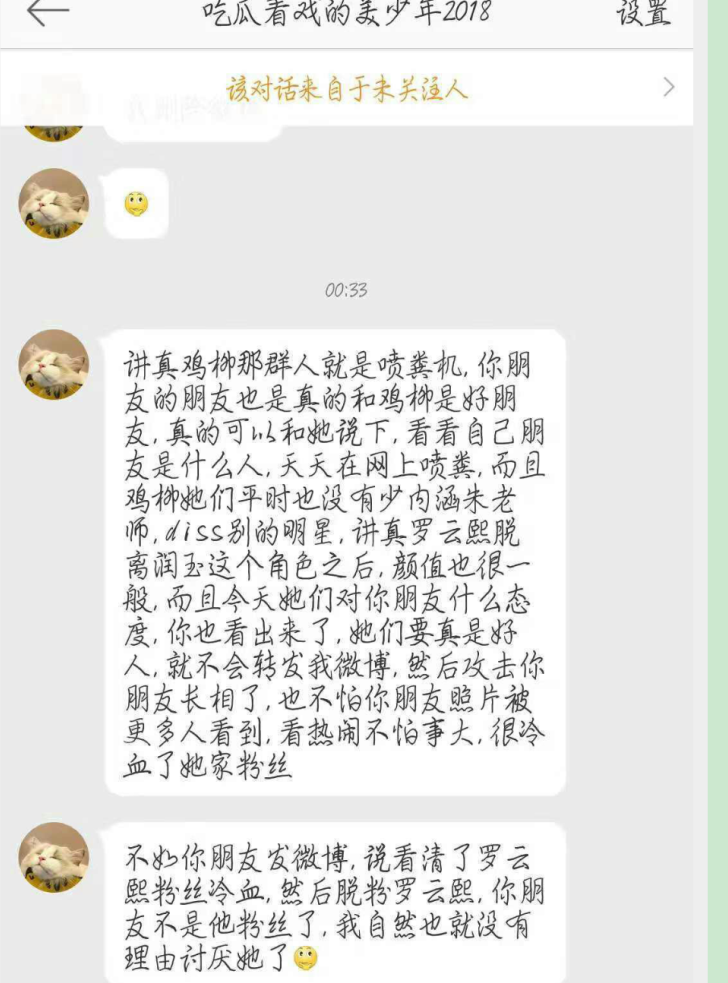 吃瓜看戏的美少年2018
设置
该对话来自于未关注人
00:33
讲真鸡柳那群人就是喷粪机,你朋
友的朋友也是真的和鸡柳是好朋
友,真的可以和她说下,看看自己朋
友是什么人,天天在网上喷粪,而且
鸡柳她们平时也没有少内涵朱老
师,diss别的明星,讲真罗云熙脱
离润玉这个角色之后,颜值也很一
般,而且今天她们对你朋友什么态
度,你也看出来了,她们要真是好
人,就不会转发我微博,然后攻击你
朋友长相了,也不怕你朋友照片被
更多人看到,看热闹不怕事大,很冷
血了她家粉丝
不如你朋友发微博,说看清了罗云
熙粉丝冷血,然后脱粉罗云熙,你朋
友不是他粉丝了,我自然也就没有
理由讨厌她了